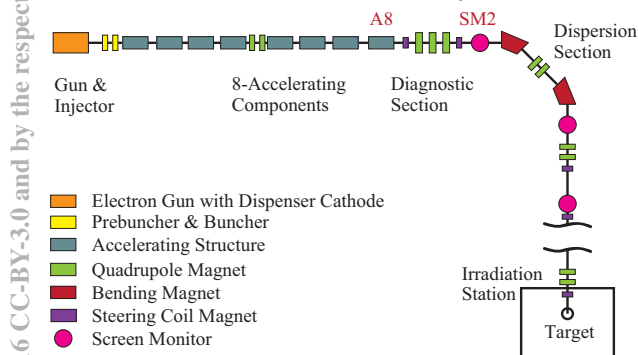 A8 SM2
Dispersion
Section
Gun &
Injector
8-Accelerating
Components
Diagnostic
Section
Electron Gun with Dispenser Cathode
Prebuncher & Buncher
Accelerating Structure
Quadrupole Magnet
Bending Magnet
Steering Coil Magnet
Screen Monitor
Irradiation
Station
Target
6 CC-BY-3.0 and by the respect